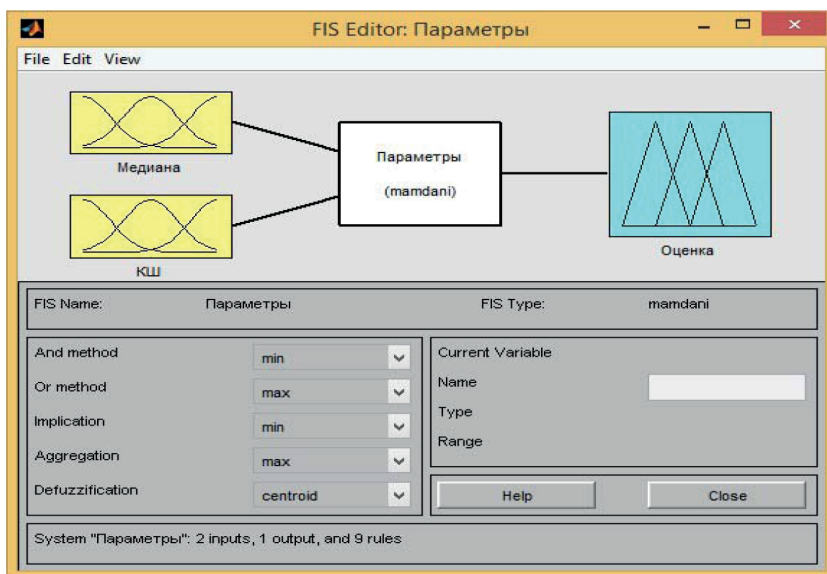 FIS Editor: Параметры
File Edit View
Медиана
КШ
Параметры
(mamdani)
Оценка
FIS Name: Параметры FIS Type: mamdani
And method min
Or method max
Implication min
Aggregation max
Defuzzification centroid
Current Variable
Name
Type
Range
Help Close
System "Параметры": 2 inputs, 1 output, and 9 rules